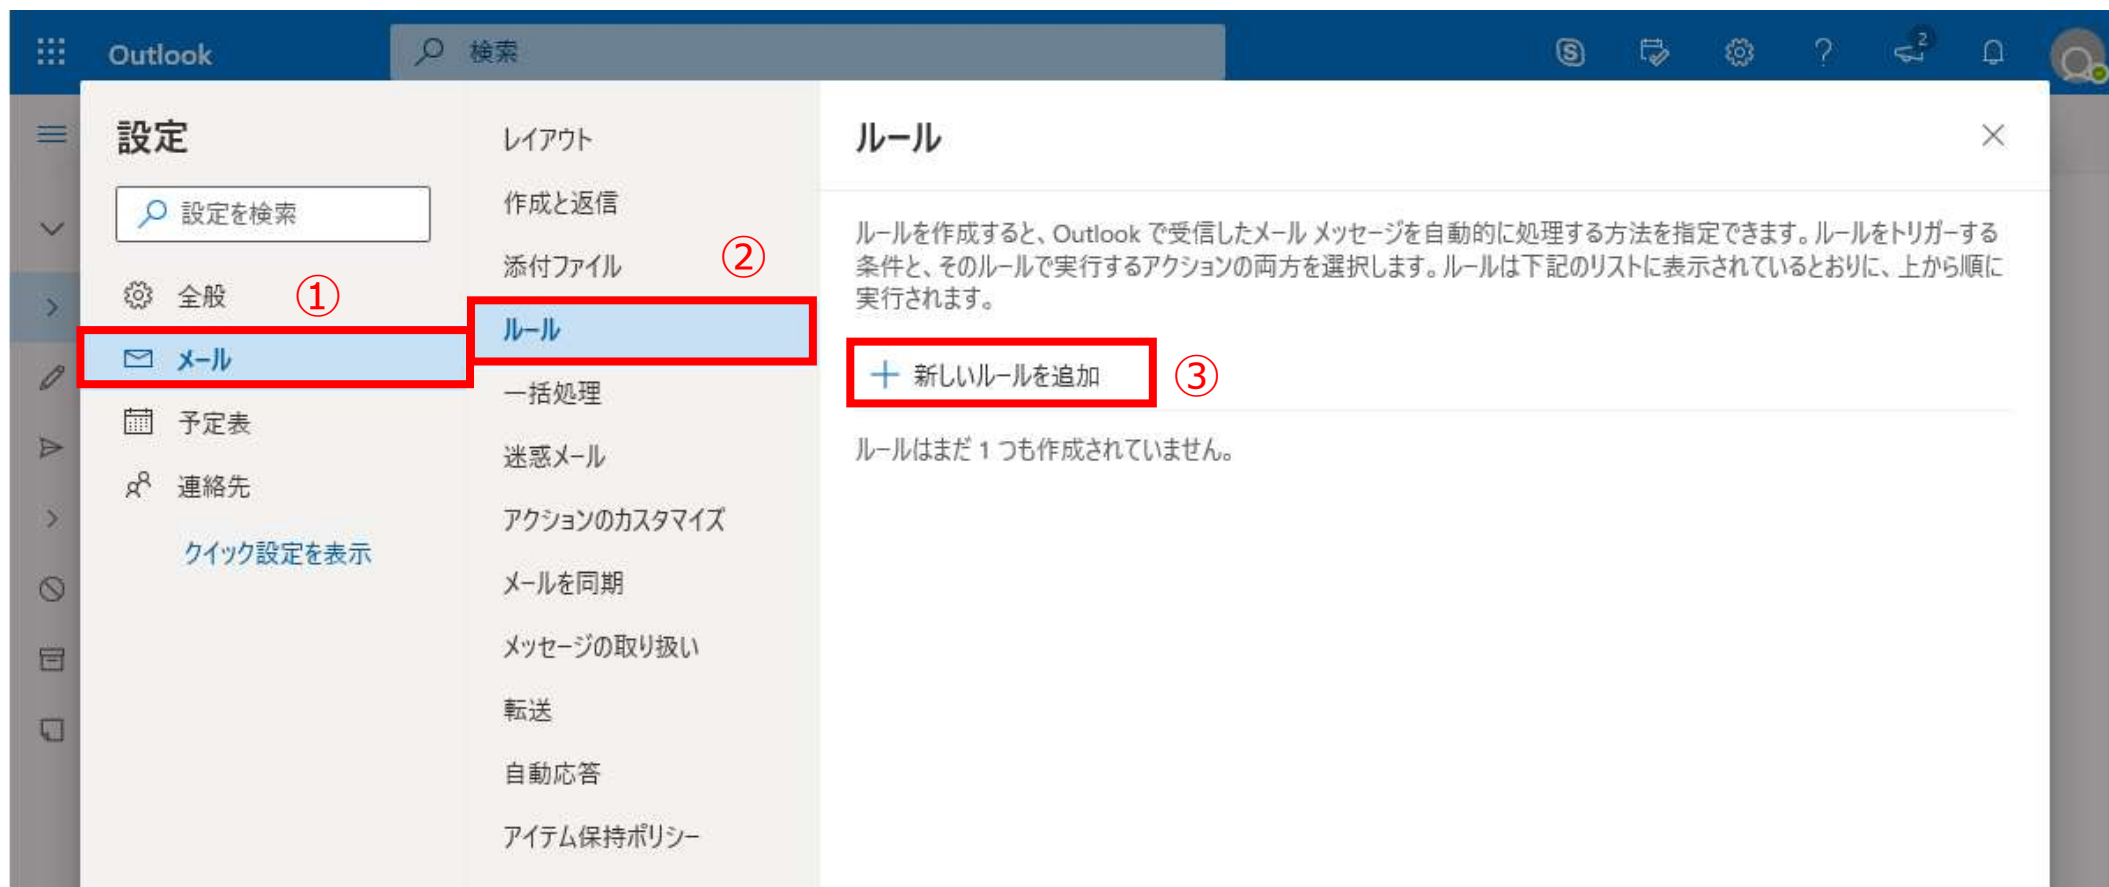 Outlook
検索
2
設定
設定を検索
全般
①
メール
予定表
連絡先
クイック設定を表示
レイアウト
作成と返信
添付ファイル
②
ルール
一括処理
迷惑メール
アクションのカスタマイズ
メールを同期
メッセージの取り扱い
転送
自動応答
アイテム保持ポリシー
ルール
ルールを作成すると、Outlook で受信したメール メッセージを自動的に処理する方法を指定できます。ルールをトリガーする
条件と、そのルールで実行するアクションの両方を選択します。ルールは下記のリストに表示されているとおりに、上から順に
実行されます。
新しいルールを追加
③
ルールはまだ 1 つも作成されていません。